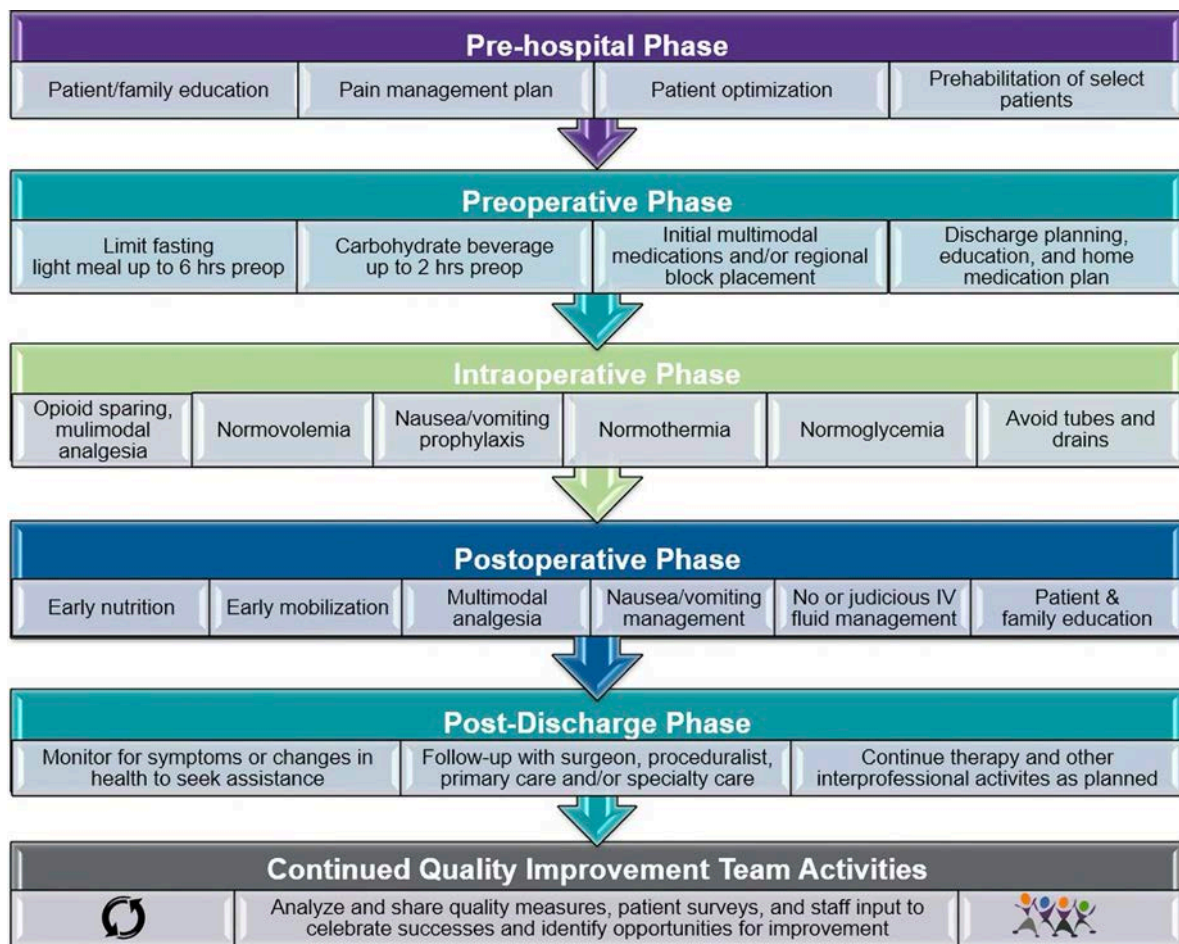 Pre-hospital Phase
Patient/family education
Pain management plan
Patient optimization
Prehabilitation of select
patients
Preoperative Phase
Limit fasting
light meal up to 6 hrs preop
Carbohydrate beverage
up to 2 hrs preop
Initial multimodal
medications and/or regional
block placement
Discharge planning,
education, and home
medication plan
Intraoperative Phase
Opioid sparing,
mulimodal
analgesia
Normovolemia
Nausea/vomiting
prophylaxis
Normothermia
Normoglycemia
Avoid tubes and
drains
Postoperative Phase
Early nutrition
Early mobilization
Multimodal
analgesia
Nausea/vomiting
management
No or judicious IV
fluid management
Patient &
family education
Post-Discharge Phase
Monitor for symptoms or changes in
health to seek assistance
Follow-up with surgeon, proceduralist,
primary care and/or specialty care
Continue therapy and other
interprofessional activites as planned
Continued Quality Improvement Team Activities
Analyze and share quality measures, patient surveys, and staff input to
celebrate successes and identify opportunities for improvement